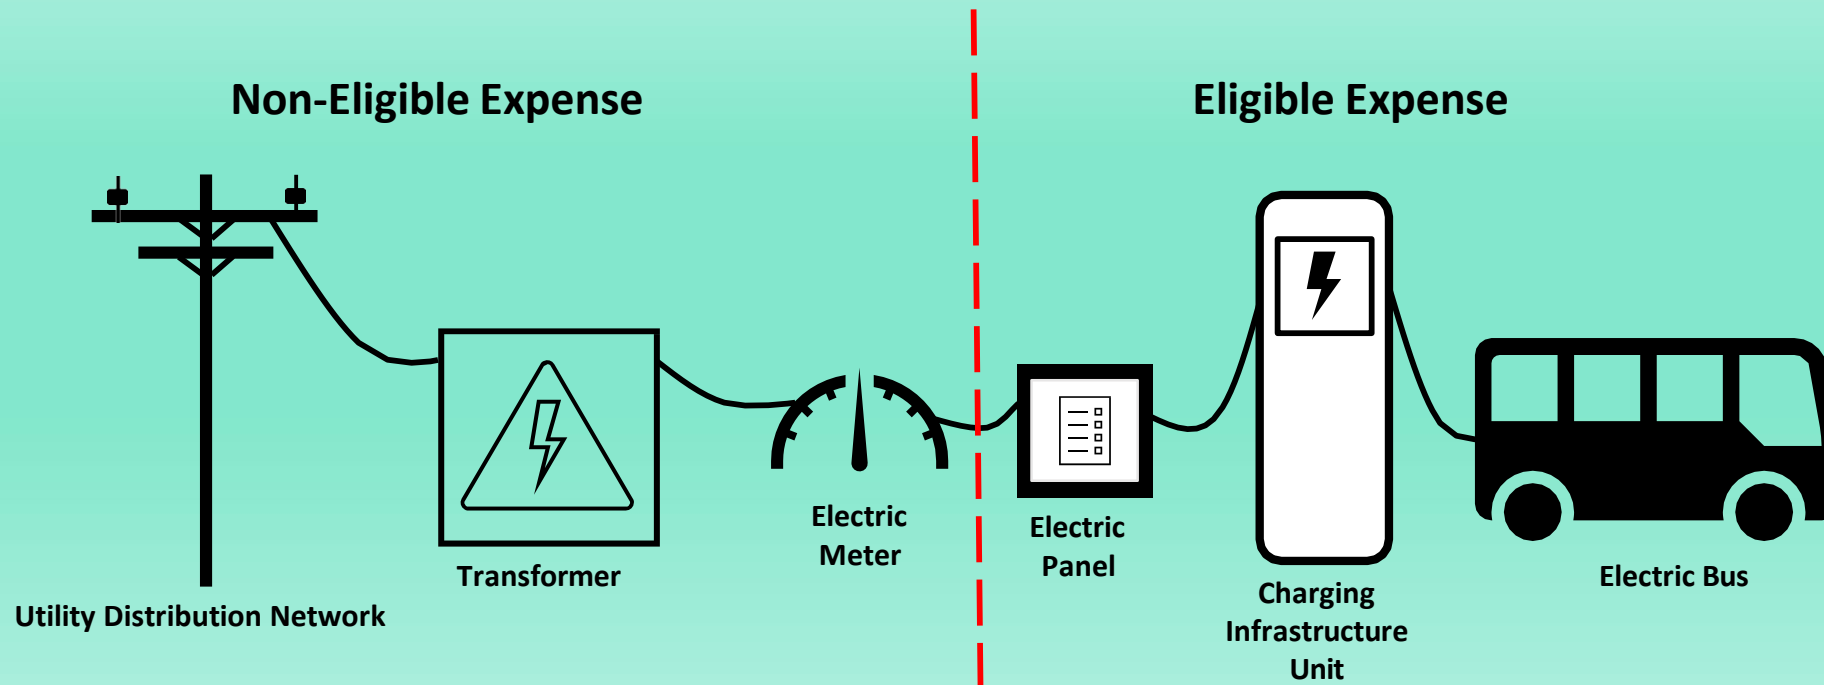 Non-Eligible Expense
Eligible Expense
Utility Distribution Network
Transformer
Electric
Meter
Electric
Panel
Charging
Infrastructure
Unit
Electric Bus